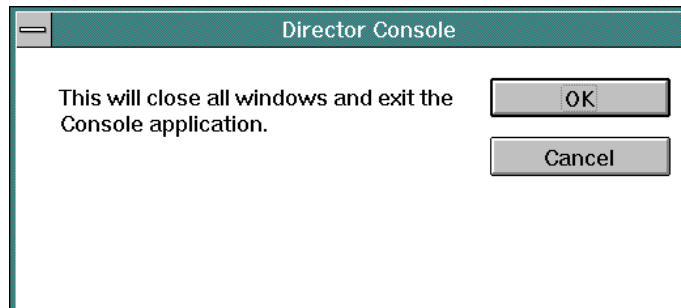 Director Console
This will close all windows and exit the
Console application.
OK
Cancel